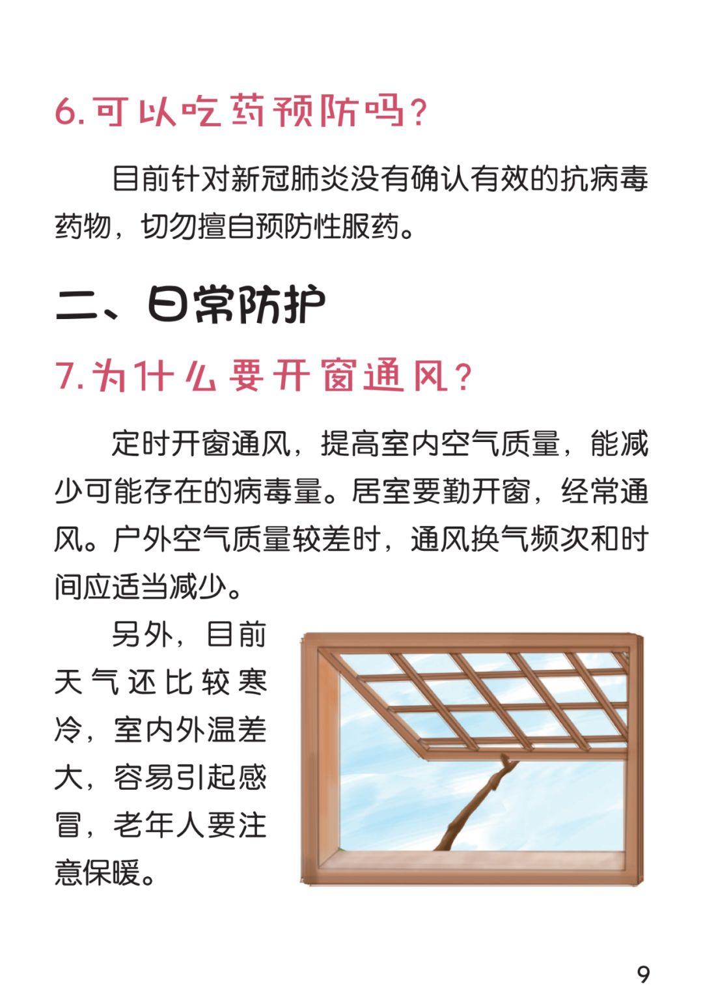 6.可以吃药预防吗?
目前针对新冠肺炎没有确认有效的抗病毒
药物，切勿擅自预防性服药。
二、日常防护
7.为什么要开窗通风?
定时开窗通风，提高室内空气质量，能减
少可能存在的病毒量。居室要勤开窗，经常通
风。户外空气质量较差时，通风换气频次和时
间应适当减少。
另外，目前
天气还比较寒
冷，室内外温差
大，容易引起感
冒，老年人要注
意保暖。
9